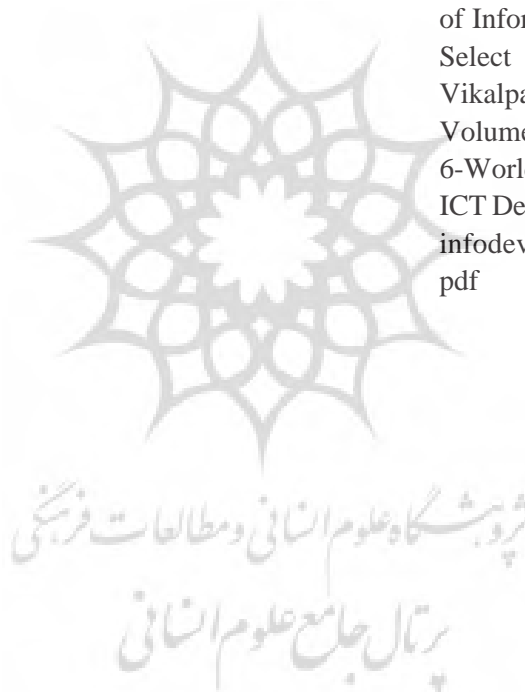 of Infor
Select
Vikalpa
Volume
6-World
ICT De
infodev
pdf
پژوهشگاه علوم انسانی و مطالعات فرهنگی
پرتال جامع علوم انسانی